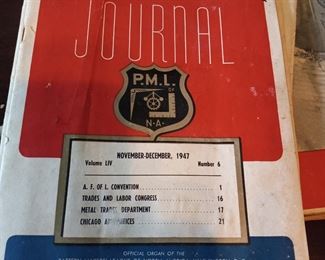 JOURNAL
P.M.L.
OF
N.A.
NOVEMBER-DECEMBER, 1947
Volume LIV Number 6
A. F. OF L. CONVENTION 1
TRADES AND LABOR CONGRESS 16
METAL TRADES DEPARTMENT 17
CHICAGO 21
OFFICIAL ORGAN OF THE